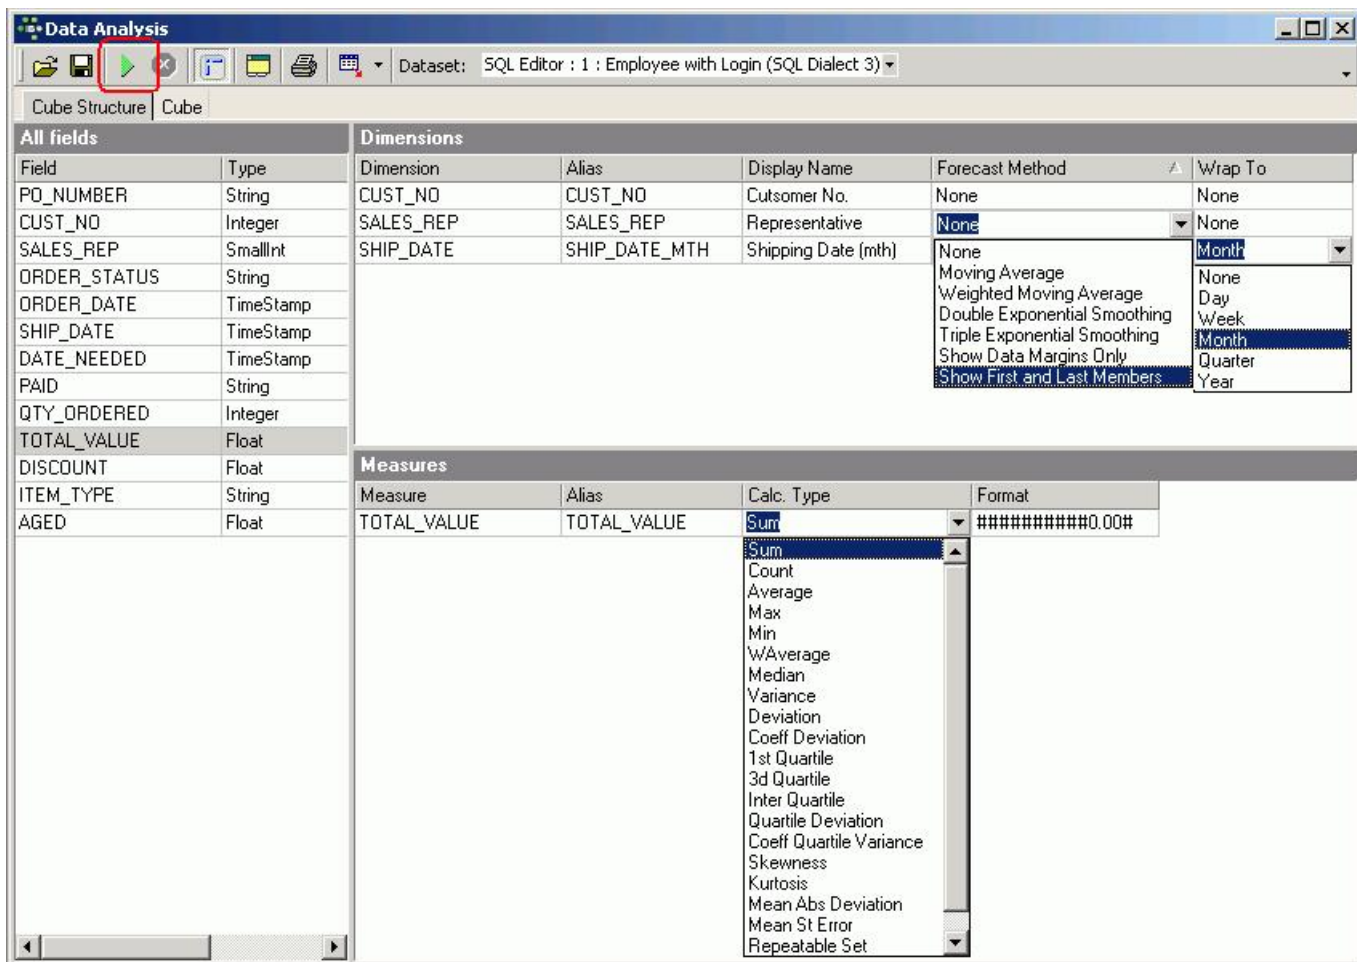 Data Analysis
Dataset: SQL Editor : 1 : Employee with Login (SQL Dialect 3)
Cube Structure Cube
All fields
Field Type
PO_NUMBER String
CUST_NO Integer
SALES_REP SmallInt
ORDER_STATUS String
ORDER_DATE TimeStamp
SHIP_DATE TimeStamp
DATE_NEEDED TimeStamp
PAID String
QTY_ORDERED Integer
TOTAL_VALUE Float
DISCOUNT Float
ITEM_TYPE String
AGED Float
Dimensions
Dimension Alias Display Name Forecast Method Wrap To
CUST_NO CUST_NO Cutsomer No. None None
SALES_REP SALES_REP Representative None None
SHIP_DATE SHIP_DATE_MTH Shipping Date (mth) Month
None
Moving Average
Weighted Moving Average
Double Exponential Smoothing
Triple Exponential Smoothing
Show Data Margins Only
Show First and Last Members
None
Day
Week
Month
Quarter
Year
Measures
Measure Alias Calc. Type Format
TOTAL_VALUE TOTAL_VALUE Sum ##########0.00#
Sum
Count
Average
Max
Min
WAverage
Median
Variance
Deviation
Coeff Deviation
1st Quartile
3d Quartile
Inter Quartile
Quartile Deviation
Coeff Quartile Variance
Skewness
Kurtosis
Mean Abs Deviation
Mean St Error
Repeatable Set